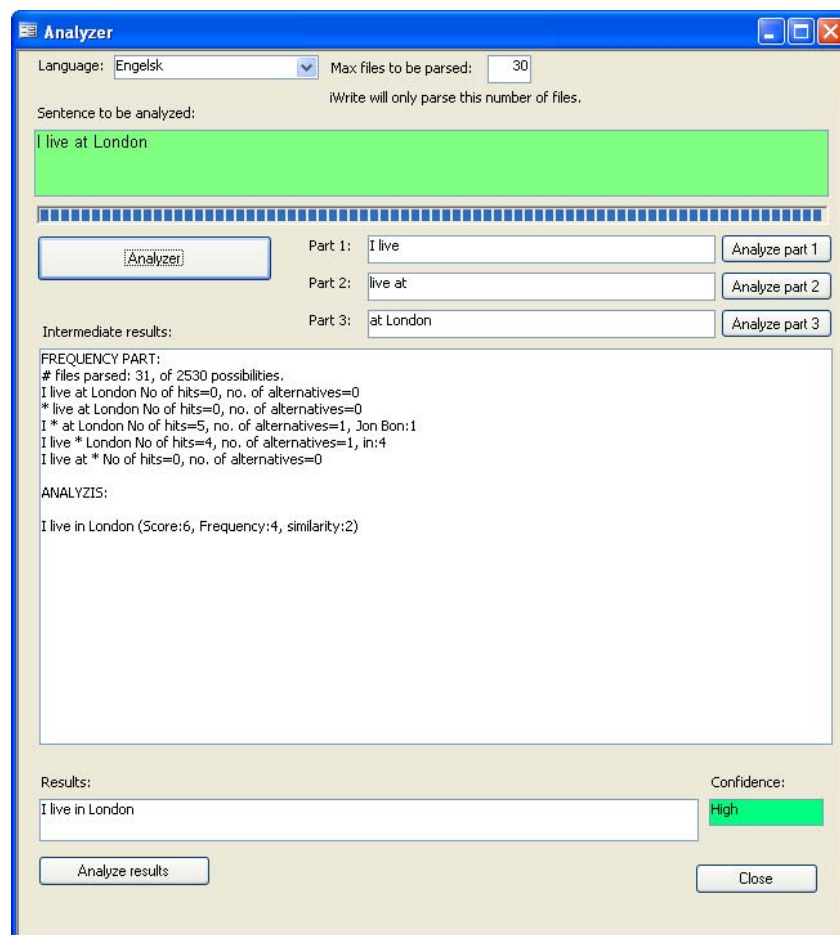 Analyzer
Language: Engelsk Max files to be parsed: 30
iWrite will only parse this number of files.
Sentence to be analyzed:
I live at London
Analyzer Part 1: I live Analyze part 1
Part 2: live at Analyze part 2
Part 3: at London Analyze part 3
Intermediate results:
FREQUENCY PART:
# files parsed: 31, of 2530 possibilities.
I live at London No of hits=0, no. of alternatives=0
* live at London No of hits=0, no. of alternatives=0
I * at London No of hits=5, no. of alternatives=1, Jon Bon:1
I live * London No of hits=4, no. of alternatives=1, in:4
I live at * No of hits=0, no. of alternatives=0
ANALYZIS:
I live in London (Score:6, Frequency:4, similarity:2)
Results: Confidence:
I live in London High
Analyze results Close